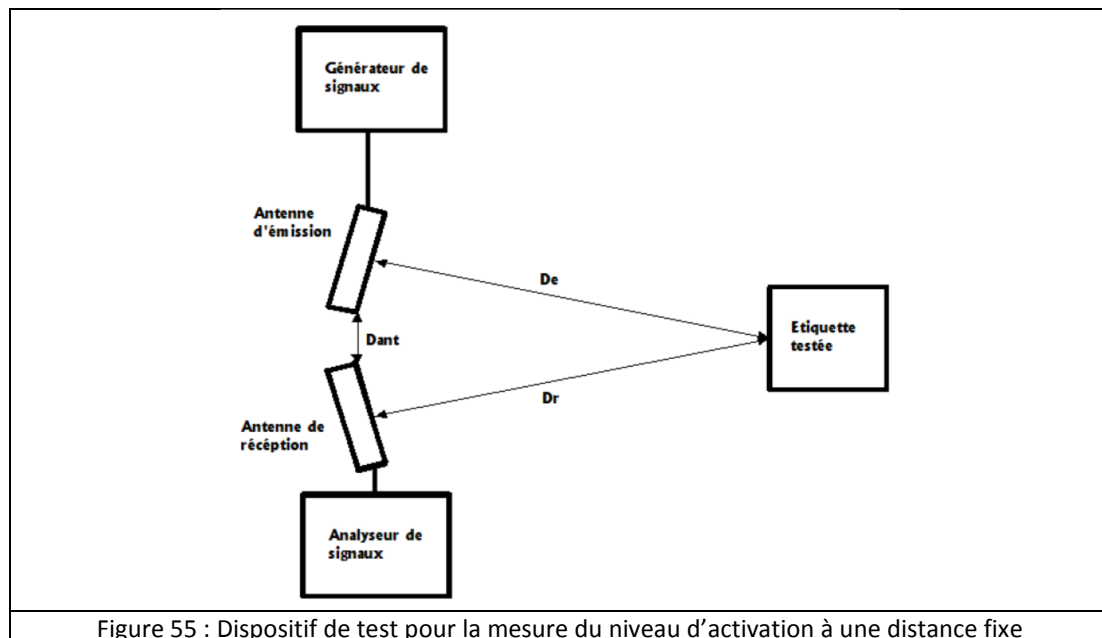 Générateur de
signaux
Antenne
d'émission
De
Etiquette
testée
Dant
Dr
Antenne de
récéption
Analyseur de
signaux
Figure 55 : Dispositif de test pour la mesure du niveau d'activation à une distance fixe